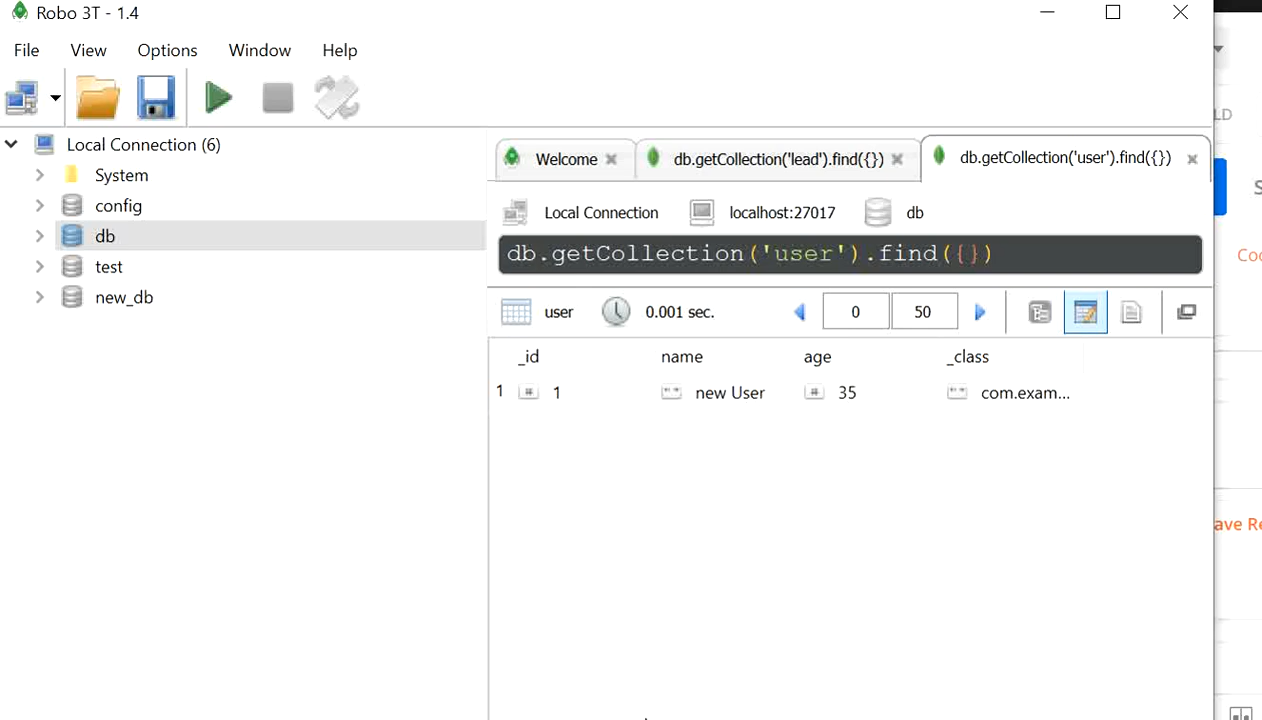 Robo 3T - 1.4
File View Options Window Help
Local Connection (6)
System
config
db
test
new_db
Welcome db.getCollection('lead').find({}) db.getCollection('user').find({})
Local Connection localhost:27017 db
db.getCollection('user').find({})
user 0.001 sec. 0 50
_id name age _class
1 1 new User 35 com.exam...
LD
S
Coo
ave Re